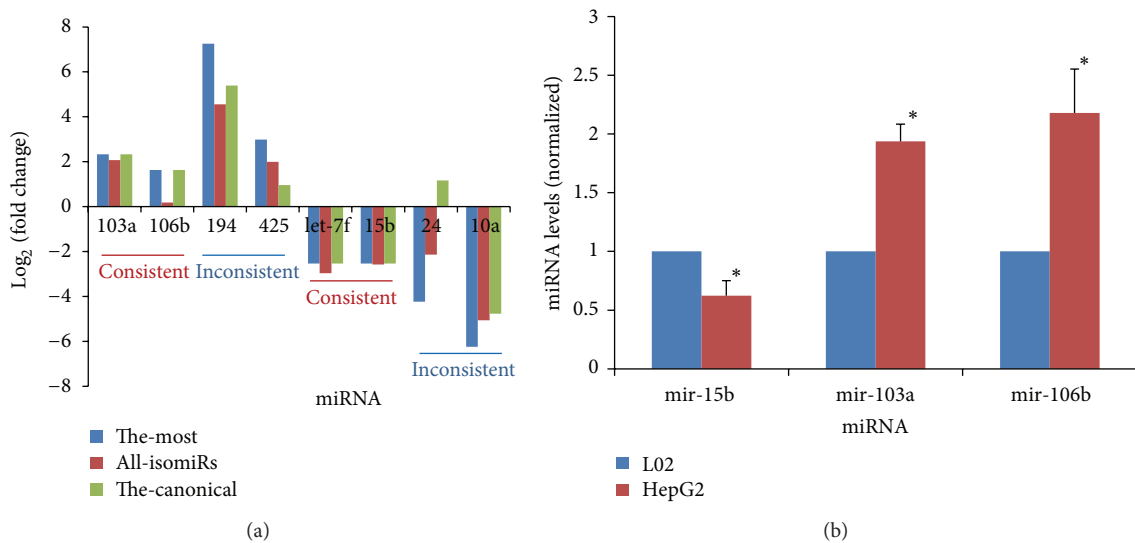 8
6
4
2
0
−2
−4
−6
−8
Log2 (fold change)
103a 106b 194 425 let-7f 15b 24 10a
Consistent Inconsistent
Consistent
Inconsistent
miRNA
The-most
All-isomiRs
The-canonical
(a)
3
2.5
2
1.5
1
0.5
0
miRNA levels (normalized)
*
*
*
mir-15b mir-103a mir-106b
miRNA
L02
HepG2
(b)